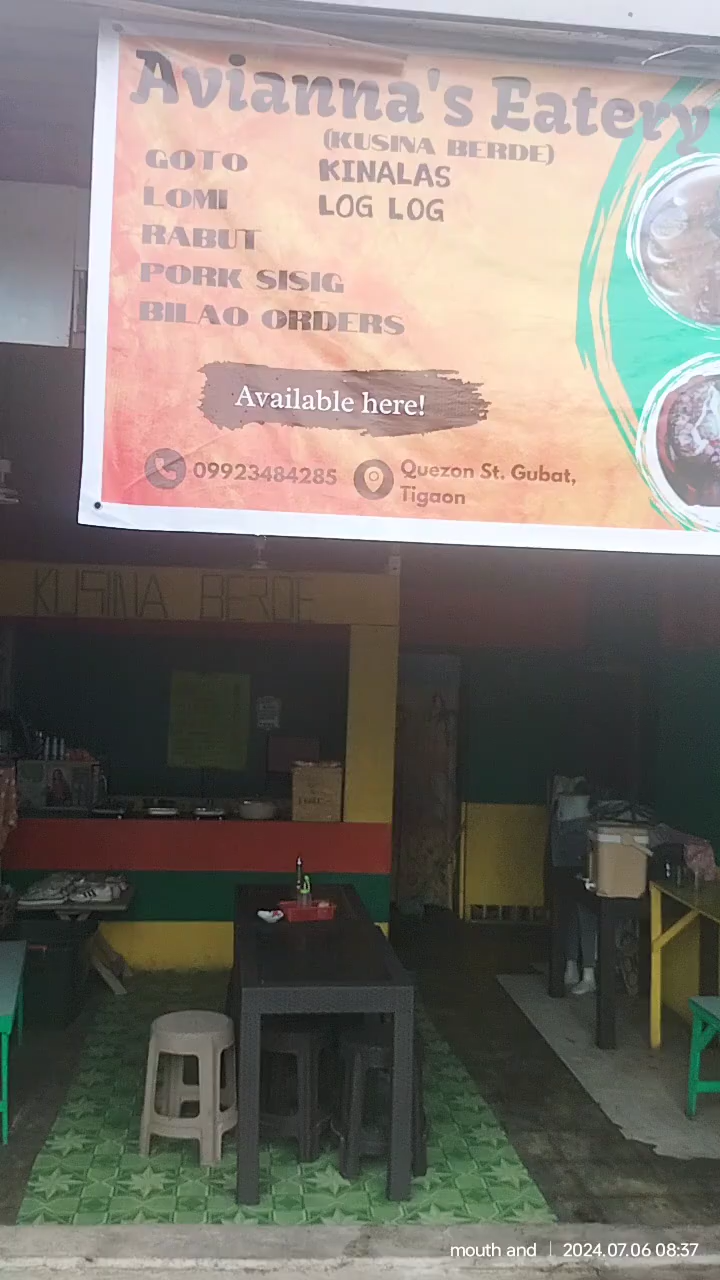 Avianna's Eatery
(KUSINA BERDE)
GOTO
LOMI
RABUT
PORK SISIG
BILAO ORDERS
KINALAS
LOG LOG
Available here!
09923484285
Quezon St. Gubat,
Tigaon
KUSINA BERDE
mouth and | 2024.07.06 08:37